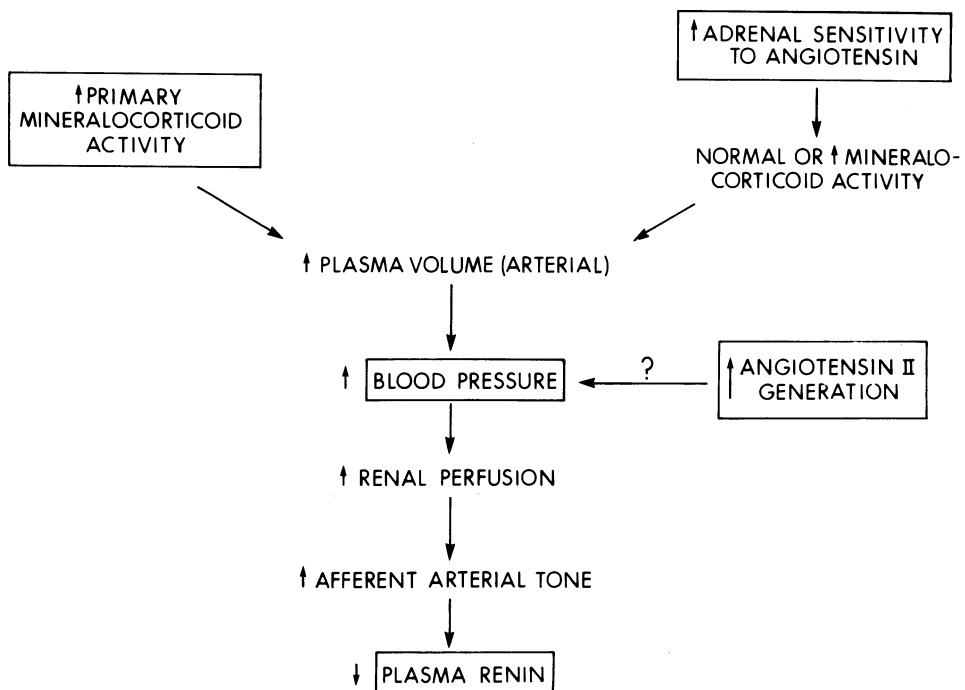 ↑ PRIMARY
MINERALOCORTICOID
ACTIVITY
↑ ADRENAL SENSITIVITY
TO ANGIOTENSIN
NORMAL OR ↑ MINERALO-
CORTICOID ACTIVITY
↑ PLASMA VOLUME (ARTERIAL)
↑ BLOOD PRESSURE
?
↑ ANGIOTENSIN II
GENERATION
↑ RENAL PERFUSION
↑ AFFERENT ARTERIAL TONE
↓ PLASMA RENIN